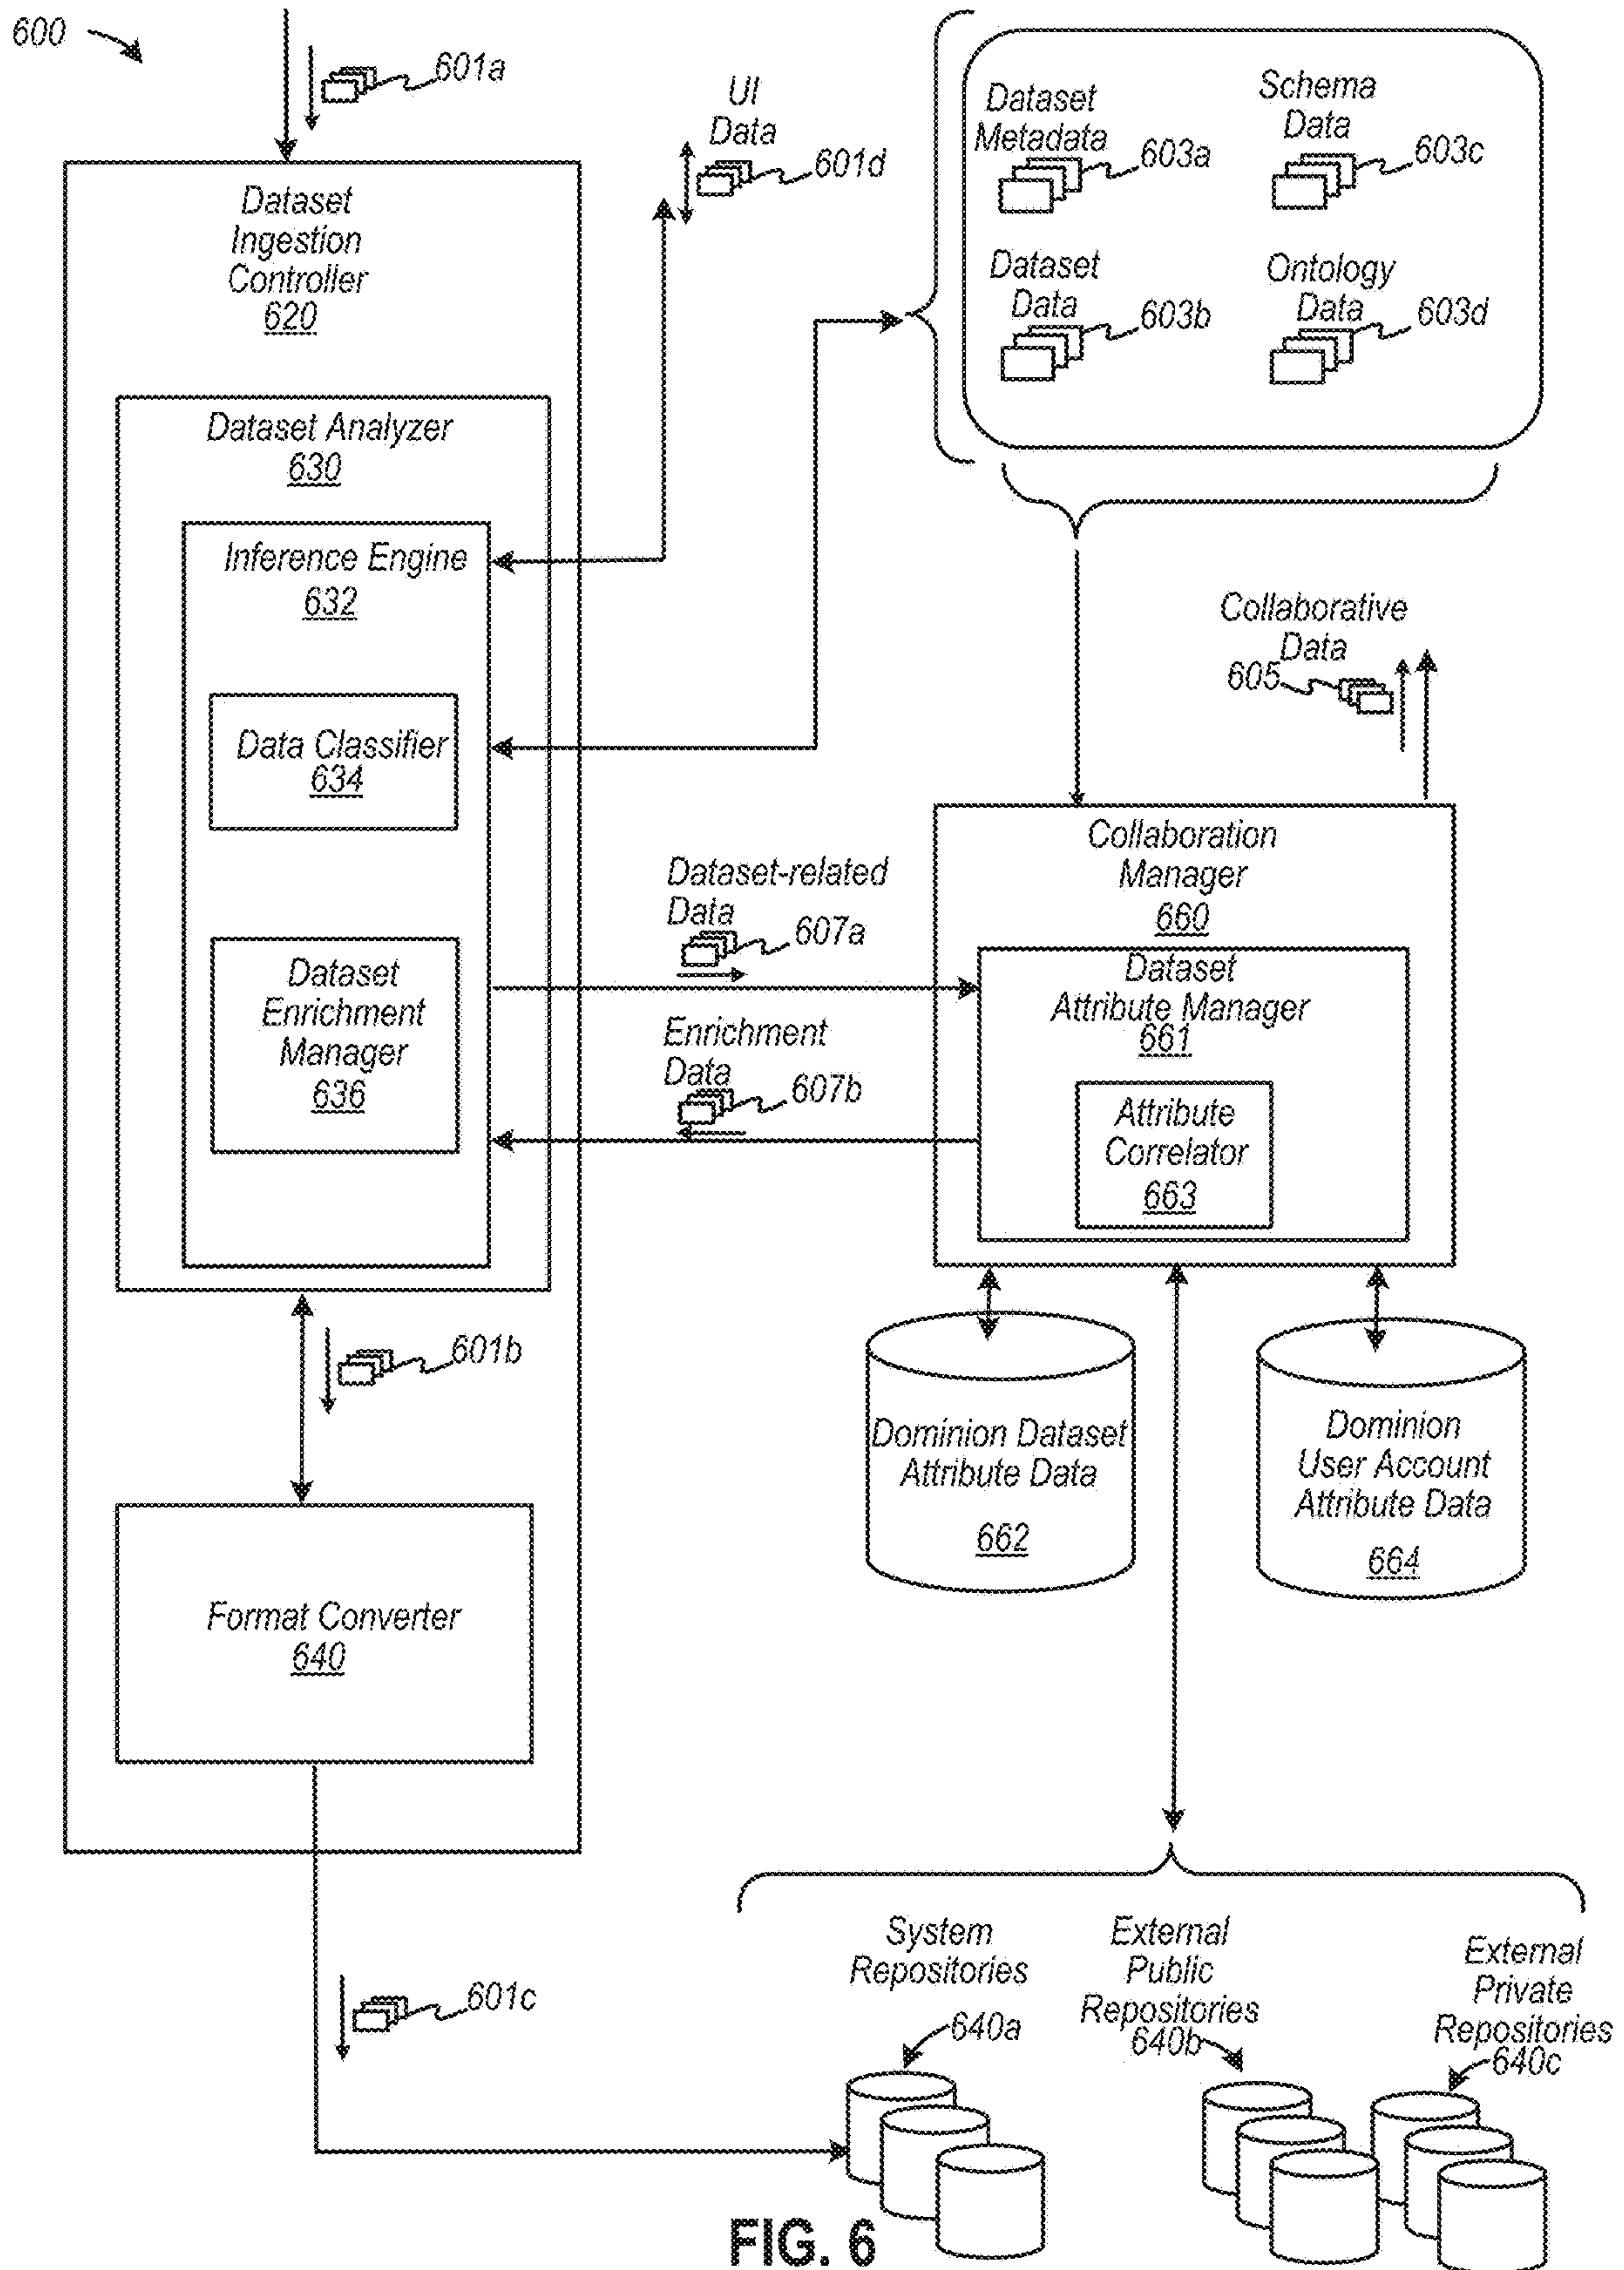 600
601a
UI
Data
601d
Dataset
Metadata
603a
Schema
Data
603c
Dataset
Data
603b
Ontology
Data
603d
Dataset
Ingestion
Controller
620
Dataset Analyzer
630
Inference Engine
632
Data Classifier
634
Dataset
Enrichment
Manager
636
Collaborative
Data
605
Dataset-related
Data
607a
Enrichment
Data
607b
Collaboration
Manager
660
Dataset
Attribute Manager
661
Attribute
Correlator
663
601b
Dominion Dataset
Attribute Data
662
Dominion
User Account
Attribute Data
664
Format Converter
640
601c
System
Repositories
640a
External
Public
Repositories
640b
External
Private
Repositories
640c
FIG. 6